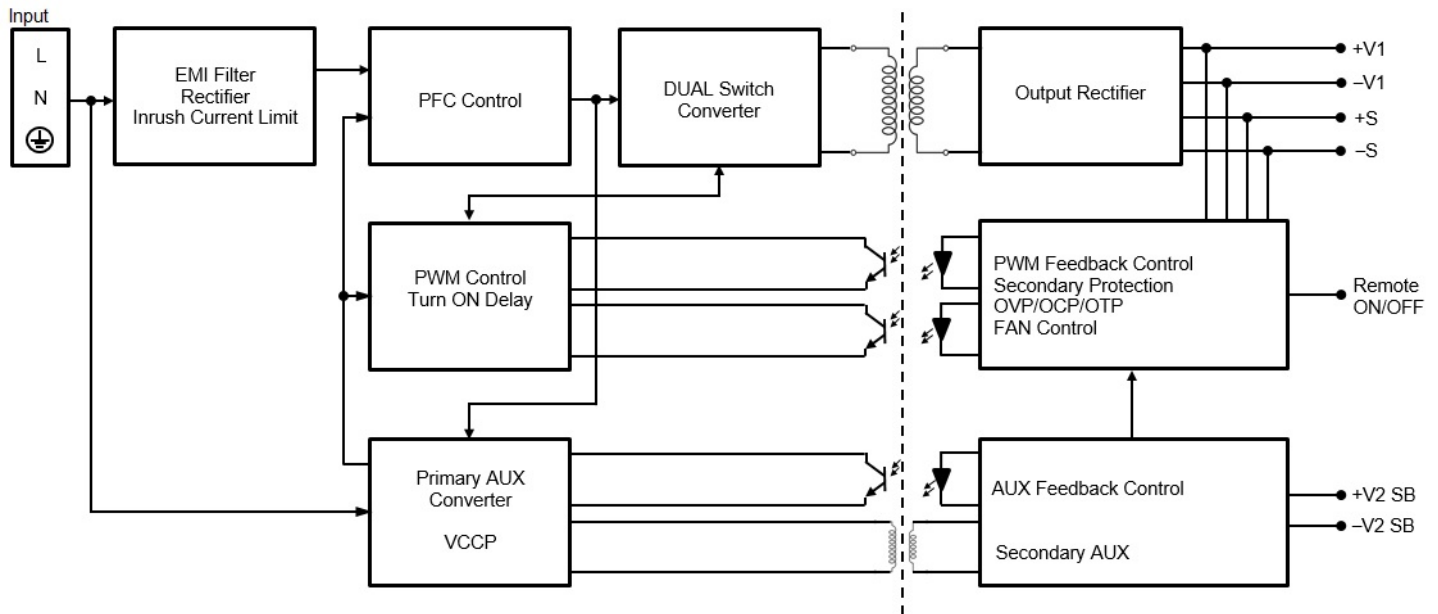 Input
L
N
EMI Filter
Rectifier
Inrush Current Limit
PFC Control
DUAL Switch
Converter
Output Rectifier
+V1
–V1
+S
–S
PWM Control
Turn ON Delay
PWM Feedback Control
Secondary Protection
OVP/OCP/OTP
FAN Control
Remote
ON/OFF
Primary AUX
Converter
VCCP
AUX Feedback Control
Secondary AUX
+V2 SB
–V2 SB